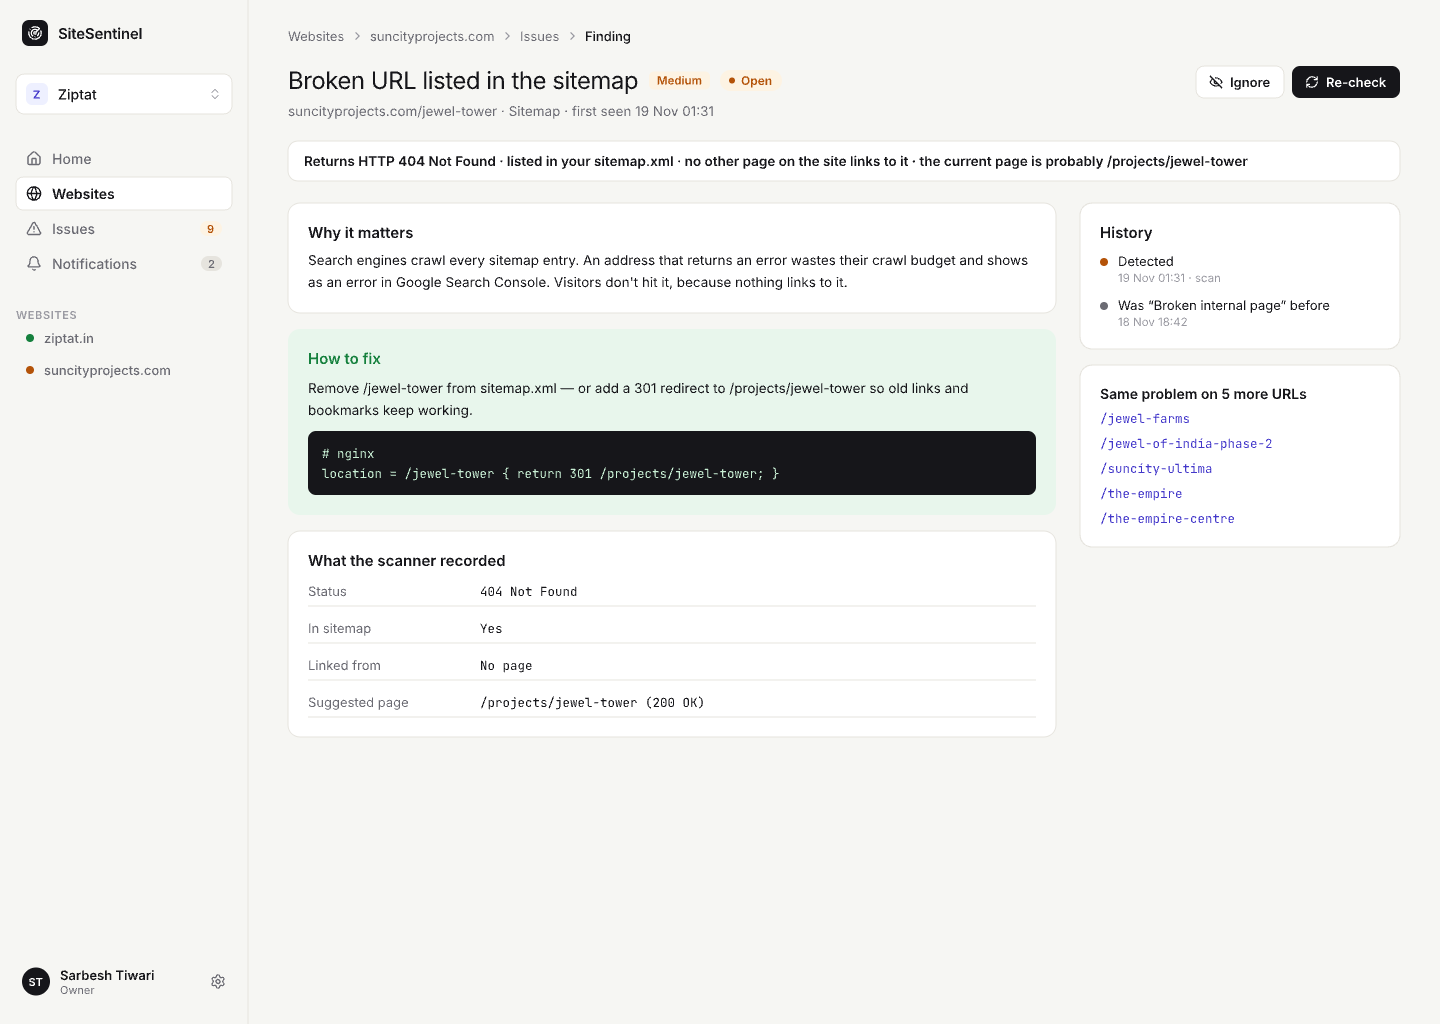 SiteSentinel
Z Ziptat
Home
Websites
Issues 9
Notifications 2
WEBSITES
ziptat.in
suncityprojects.com
ST Sarbesh Tiwari
Owner
Websites > suncityprojects.com > Issues > Finding
Broken URL listed in the sitemap Medium Open
suncityprojects.com/jewel-tower · Sitemap · first seen 19 Nov 01:31
Ignore
Re-check
Returns HTTP 404 Not Found · listed in your sitemap.xml · no other page on the site links to it · the current page is probably /projects/jewel-tower
Why it matters
Search engines crawl every sitemap entry. An address that returns an error wastes their crawl budget and shows
as an error in Google Search Console. Visitors don't hit it, because nothing links to it.
How to fix
Remove /jewel-tower from sitemap.xml — or add a 301 redirect to /projects/jewel-tower so old links and
bookmarks keep working.
# nginx
location = /jewel-tower { return 301 /projects/jewel-tower; }
What the scanner recorded
Status 404 Not Found
In sitemap Yes
Linked from No page
Suggested page /projects/jewel-tower (200 OK)
History
Detected
19 Nov 01:31 · scan
Was “Broken internal page” before
18 Nov 18:42
Same problem on 5 more URLs
/jewel-farms
/jewel-of-india-phase-2
/suncity-ultima
/the-empire
/the-empire-centre